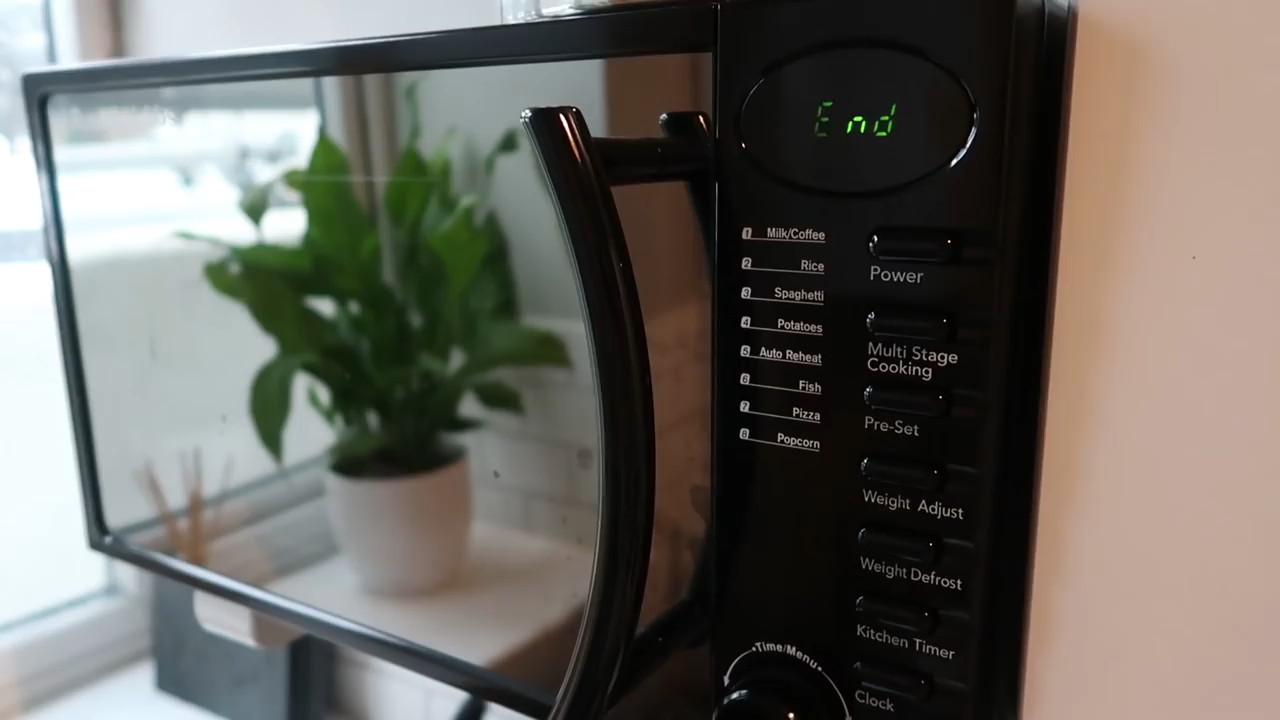 End
1 Milk/Coffee
2 Rice
3 Spaghetti
4 Potatoes
5 Auto Reheat
6 Fish
7 Pizza
8 Popcorn
Power
Multi Stage
Cooking
Pre-Set
Weight Adjust
Weight Defrost
Kitchen Timer
Clock
•Time/Menu•